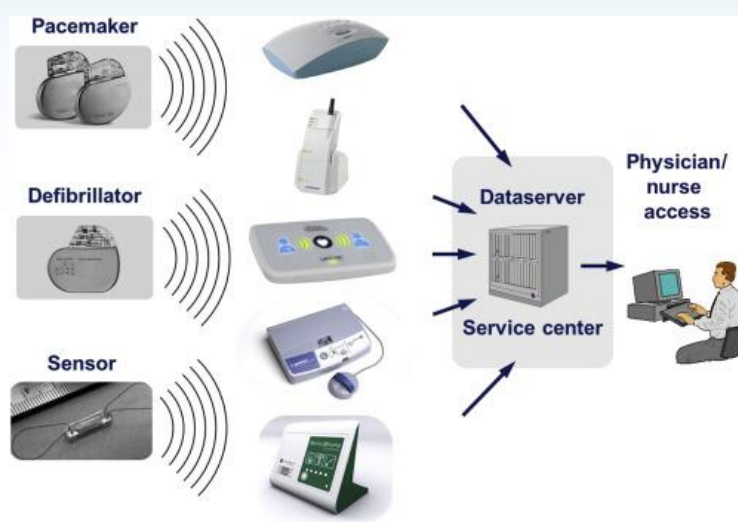 Pacemaker
Defibrillator
Sensor
Dataserver
Service center
Physician/
nurse
access